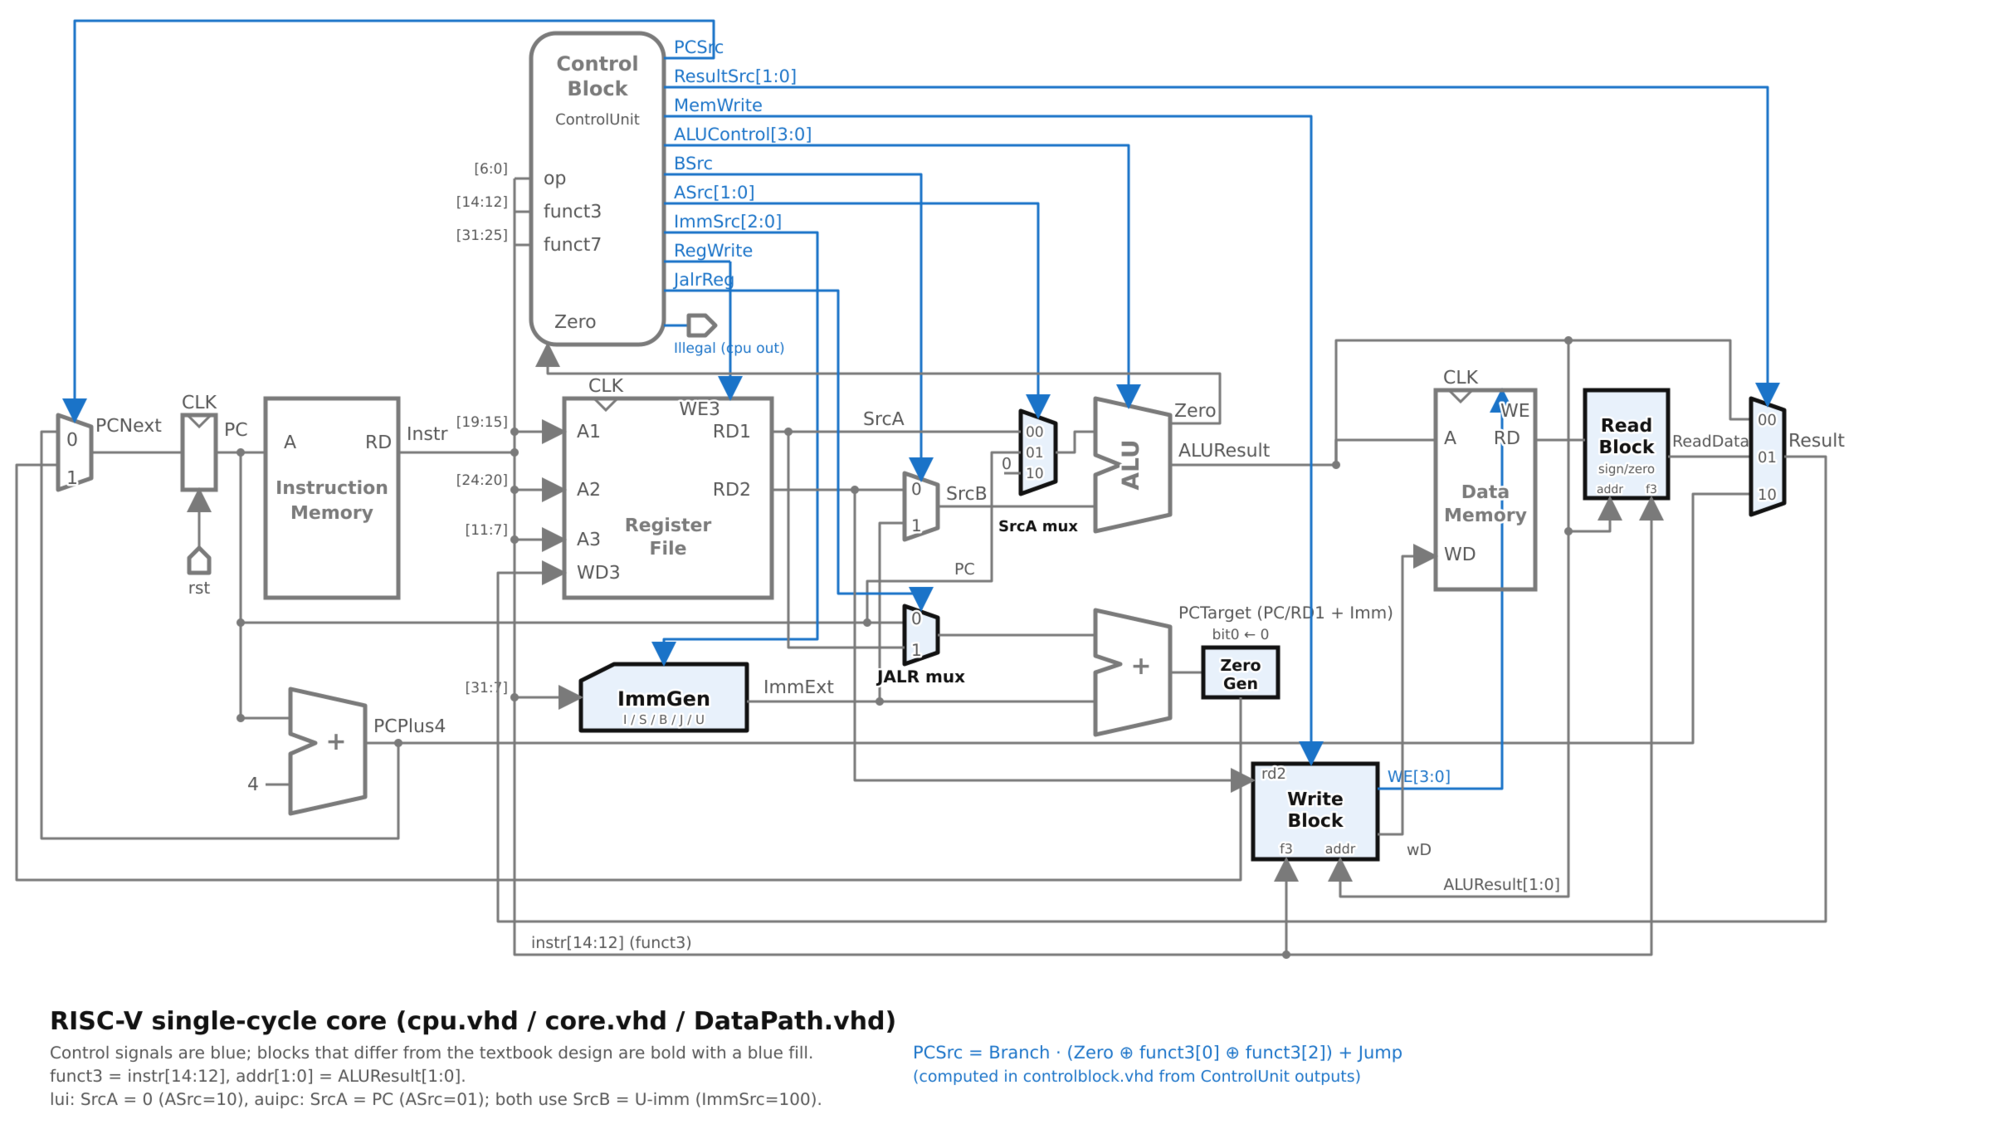 PCSrc
ResultSrc[1:0]
MemWrite
ALUControl[3:0]
BSrc
ASrc[1:0]
ImmSrc[2:0]
RegWrite
JalrReg
Control
Block
ControlUnit
[6:0]
op
[14:12]
funct3
[31:25]
funct7
Zero
Illegal (cpu out)
CLK
PCNext
0
1
PC
rst
A
RD
Instruction
Memory
Instr
[19:15]
[24:20]
[11:7]
CLK
WE3
A1
RD1
A2
RD2
A3
WD3
Register
File
SrcA
0
1
SrcB
00
01
10
0
SrcA mux
ALU
Zero
ALUResult
CLK
WE
A
RD
Data
Memory
WD
Read
Block
sign/zero
addr
f3
ReadData
00
01
10
Result
PC
0
1
JALR mux
PCTarget (PC/RD1 + Imm)
bit0 ← 0
Zero
Gen
+
[31:7]
ImmGen
I / S / B / J / U
ImmExt
PCPlus4
+
4
rd2
Write
Block
f3
addr
WE[3:0]
wD
ALUResult[1:0]
instr[14:12] (funct3)
RISC-V single-cycle core (cpu.vhd / core.vhd / DataPath.vhd)
Control signals are blue; blocks that differ from the textbook design are bold with a blue fill.
funct3 = instr[14:12], addr[1:0] = ALUResult[1:0].
lui: SrcA = 0 (ASrc=10), auipc: SrcA = PC (ASrc=01); both use SrcB = U-imm (ImmSrc=100).
PCSrc = Branch · (Zero ⊕ funct3[0] ⊕ funct3[2]) + Jump
(computed in controlblock.vhd from ControlUnit outputs)